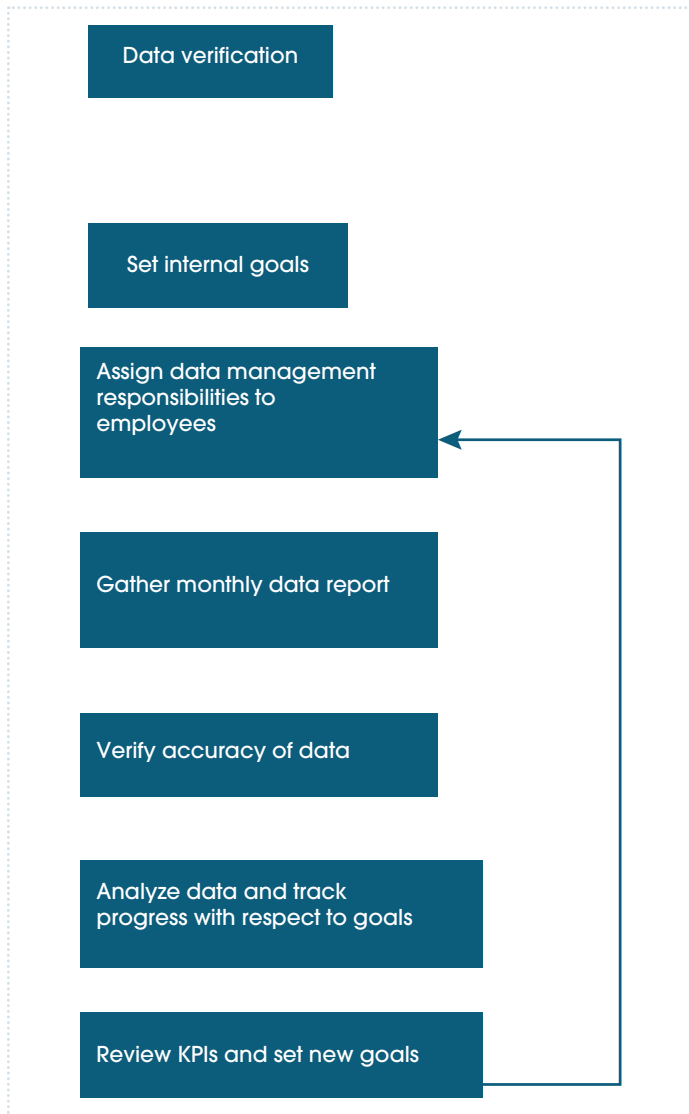 Data verification
Set internal goals
Assign data management
responsibilities to
employees
Gather monthly data report
Verify accuracy of data
Analyze data and track
progress with respect to goals
Review KPIs and set new goals